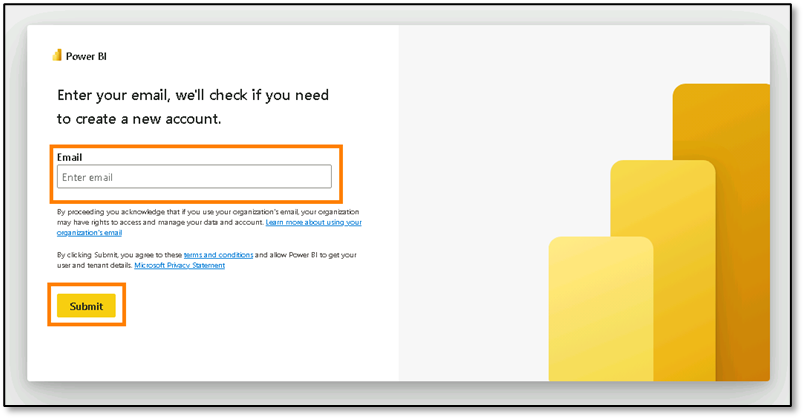 Power BI
Enter your email, we'll check if you need
to create a new account.
Email
Enter email
By proceeding you acknowledge that if you use your organization's email, your organization
may have rights to access and manage your data and account. Learn more about using your
organization's email
By clicking Submit, you agree to these terms and conditions and allow Power BI to get your
user and tenant details. Microsoft Privacy Statement
Submit